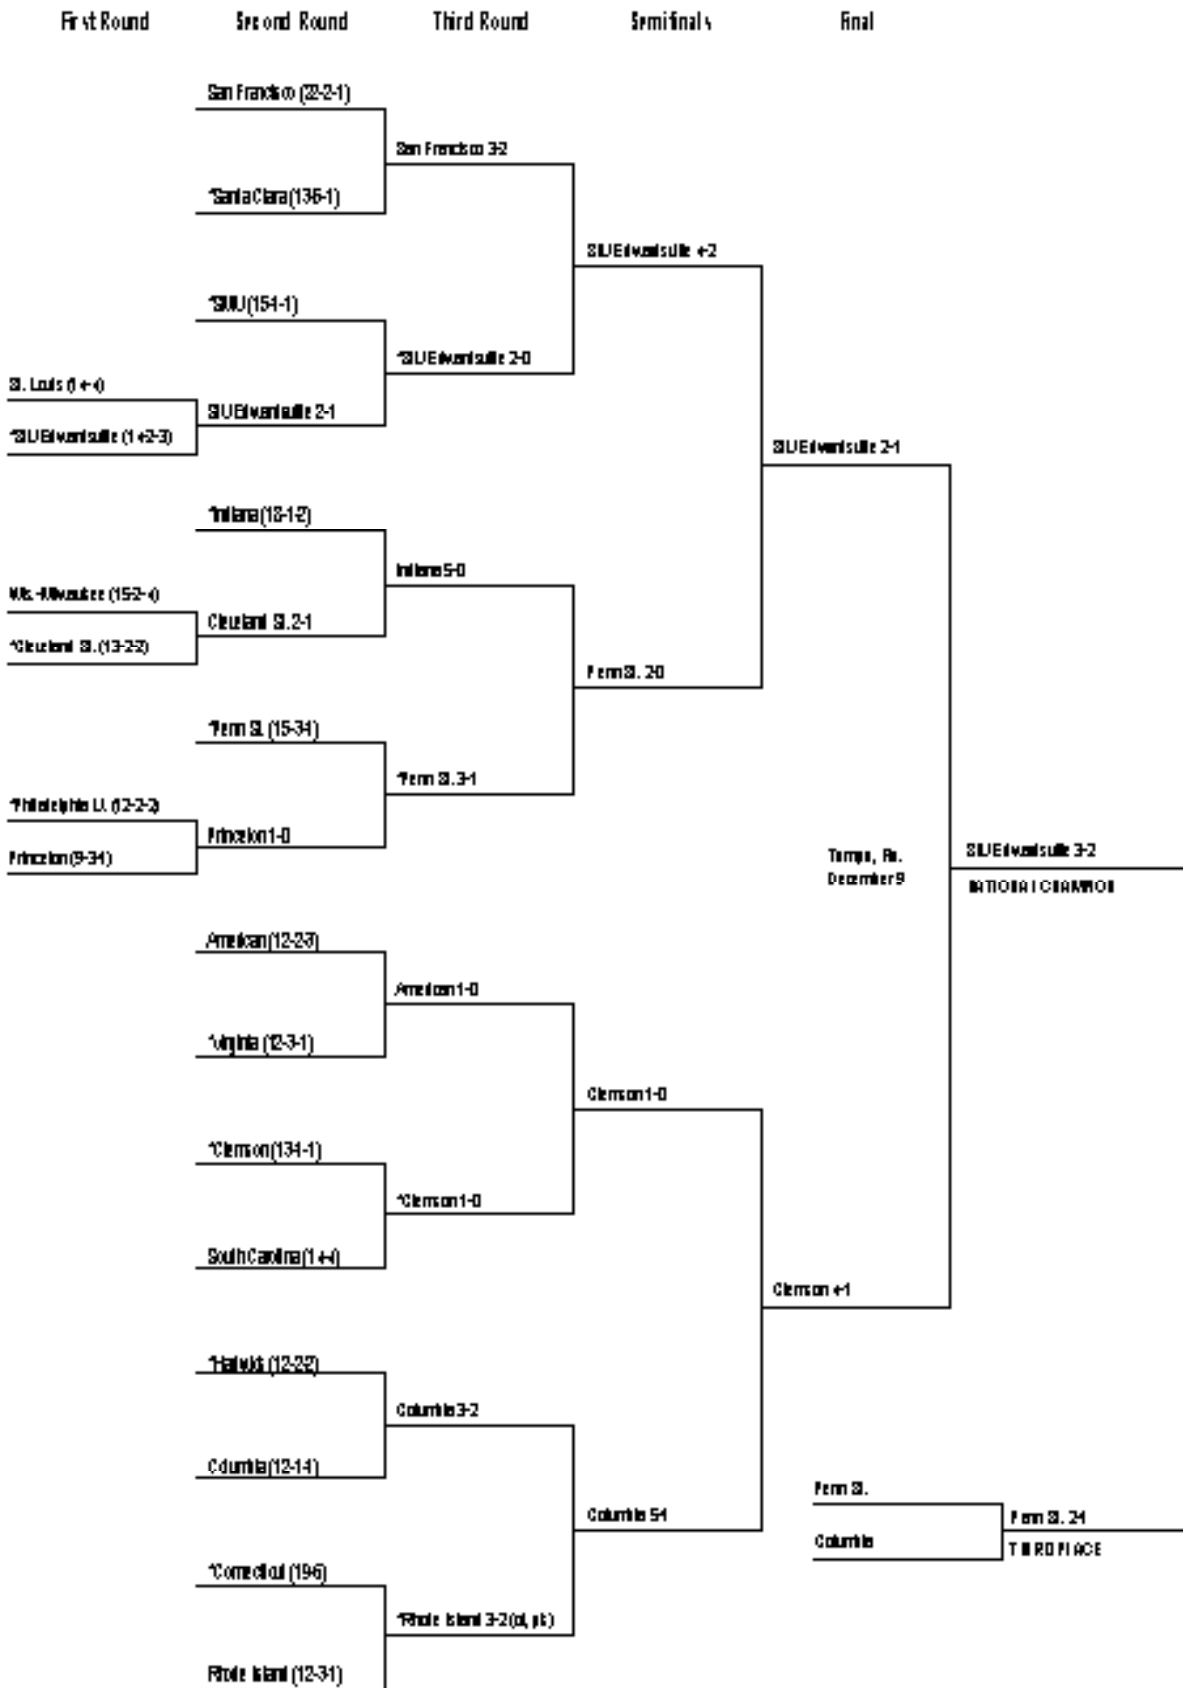 First Round
Second Round
Third Round
Semifinals
Final
San Francisco (22-2-1)
San Francisco 3-2
*Santa Clara (13-6-1)
SIU Edwardsville 4-2
*SMU (15-4-1)
*SIU Edwardsville 2-0
St. Louis
SIU Edwardsville 2-1
*SIU Edwardsville (14-2-3)
SIU Edwardsville 2-1
*Indiana (18-1-2)
Indiana 5-0
Wis.-Milwaukee (15-2-4)
Cleveland St. 2-1
*Cleveland St. (13-2-2)
Penn St. 2-0
*Penn St. (15-3-1)
*Penn St. 3-1
*Philadelphia U. (12-2-2)
Princeton 1-0
Princeton (9-3-1)
Tampa, Fla.
December 9
SIU Edwardsville 3-2
NATIONAL CHAMPION
American (12-2-3)
American 1-0
*Virginia (12-3-1)
Clemson 1-0
*Clemson (13-4-1)
*Clemson 1-0
South Carolina (14-4)
Clemson 4-1
*Hartwick (12-2-2)
Columbia 3-2
Columbia (12-1-1)
Penn St.
Columbia 5-1
Penn St. 2-1
Columbia
THIRD PLACE
*Connecticut (19-5)
*Rhode Island 3-2 (ot, pk)
Rhode Island (12-3-1)